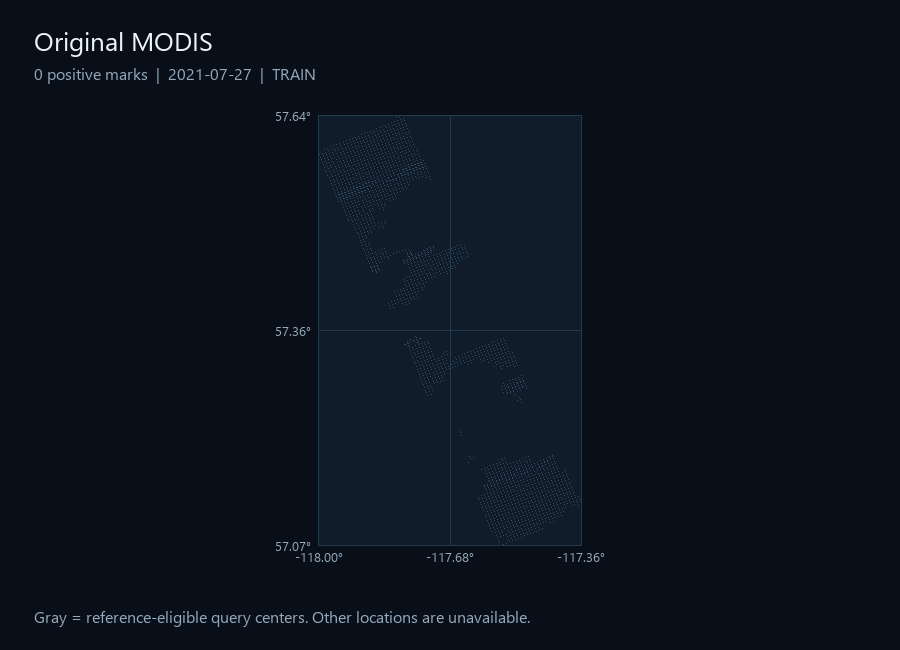 Original MODIS
0 positive marks | 2021-07-27 | TRAIN
57.64°
57.36°
57.07°
-118.00°
-117.68°
-117.36°
Gray = reference-eligible query centers. Other locations are unavailable.